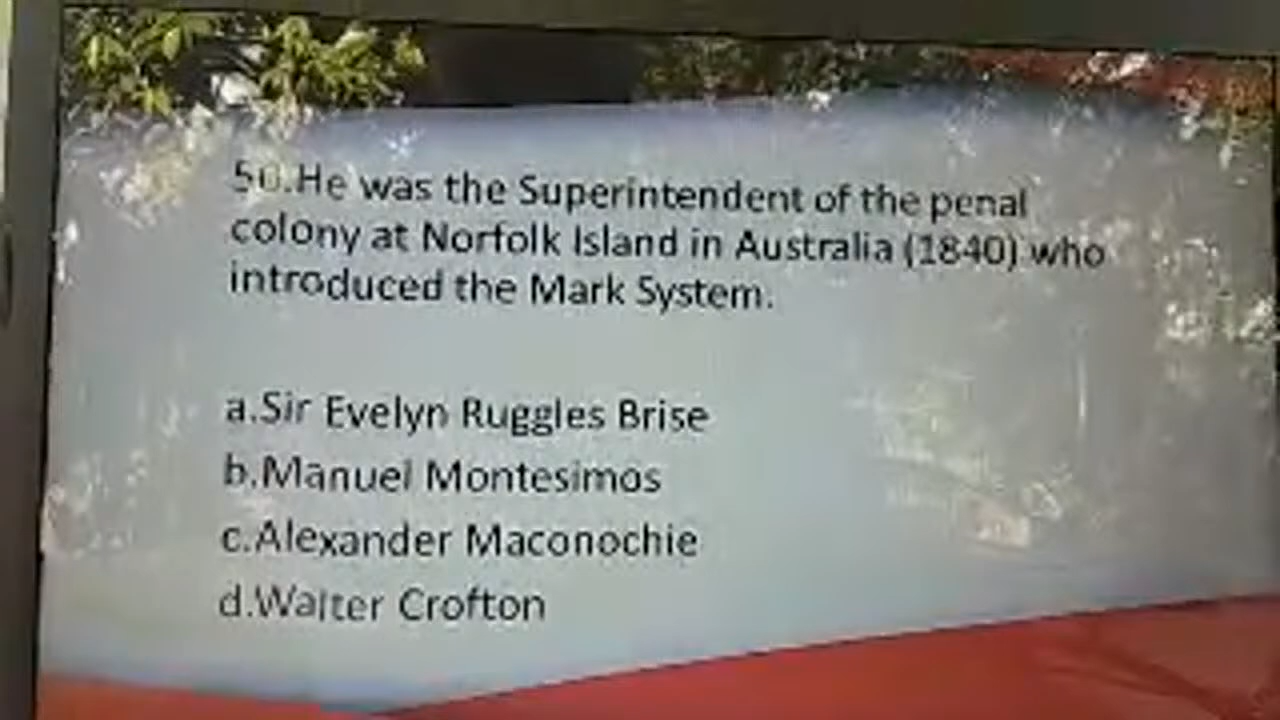 50.He was the Superintendent of the penal
colony at Norfolk Island in Australia (1840) who
introduced the Mark System.
a.Sir Evelyn Ruggles Brise
b.Manuel Montesimos
c.Alexander Maconochie
d.Walter Crofton